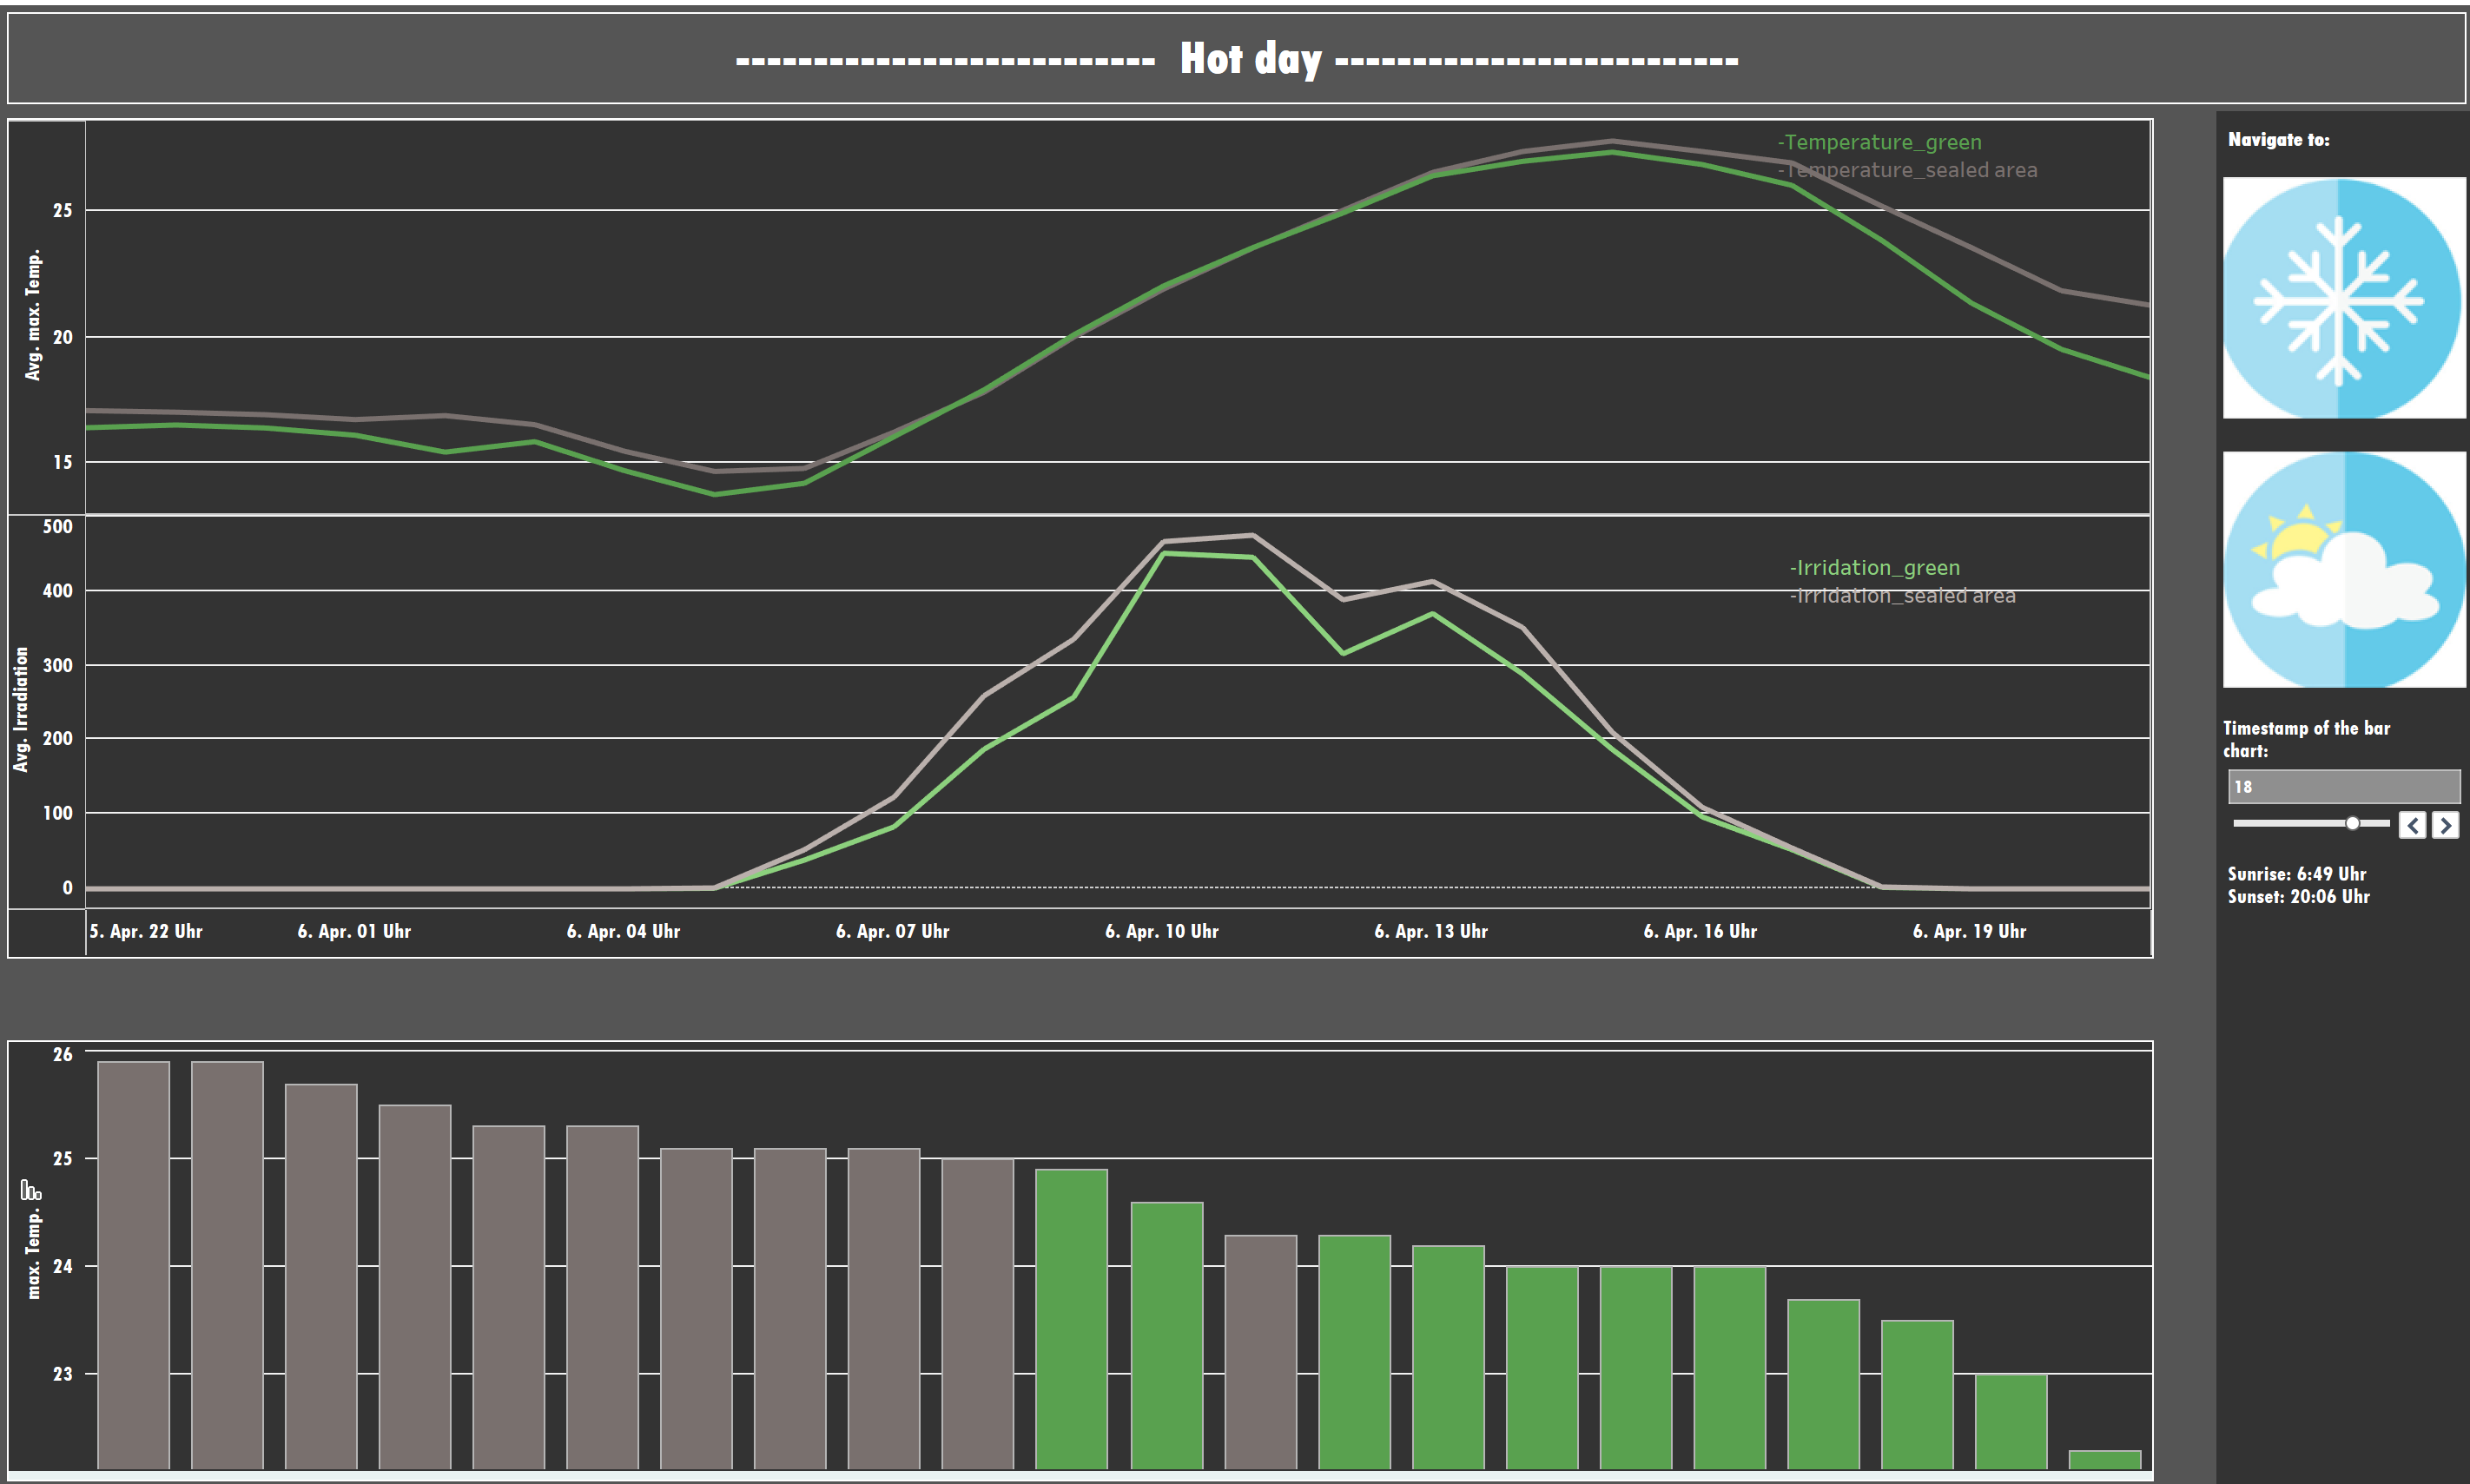 --------------------------- Hot day --------------------------
-Temperature_green
-Temperature_sealed area
Avg. max. Temp.
25
20
15
-Irridation_green
-Irridation_sealed area
Avg. Irradiation
500
400
300
200
100
0
5. Apr. 22 Uhr 6. Apr. 01 Uhr 6. Apr. 04 Uhr 6. Apr. 07 Uhr 6. Apr. 10 Uhr 6. Apr. 13 Uhr 6. Apr. 16 Uhr 6. Apr. 19 Uhr
max. Temp.
26
25
24
23
Navigate to:
Timestamp of the bar
chart:
18
Sunrise: 6:49 Uhr
Sunset: 20:06 Uhr